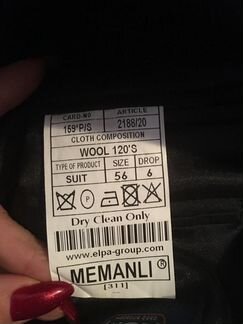 CARD.NO ARTICLE
159*P/S 2188/20
CLOTH COMPOSITION
WOOL 120'S
TYPE OF PRODUCT SIZE DROP
SUIT 56 6
P
Dry Clean Only
www.elpa-group.com
MEMANLI
[311]